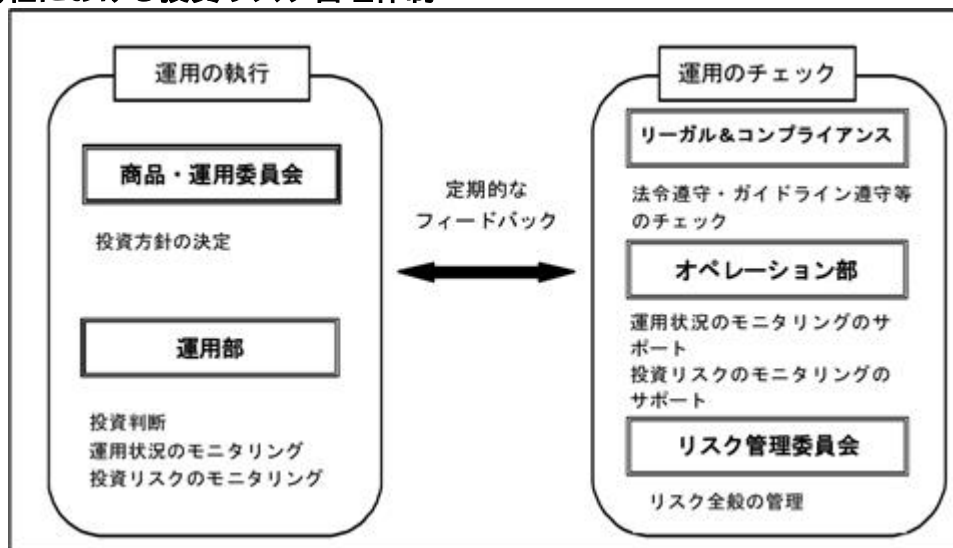 運用の執行
商品・運用委員会
投資方針の決定
運用部
投資判断
運用状況のモニタリング
投資リスクのモニタリング
定期的な
フィードバック
運用のチェック
リーガル＆コンプライアンス
法令遵守・ガイドライン遵守等
のチェック
オペレーション部
運用状況のモニタリングのサ
ポート
投資リスクのモニタリングの
サポート
リスク管理委員会
リスク全般の管理